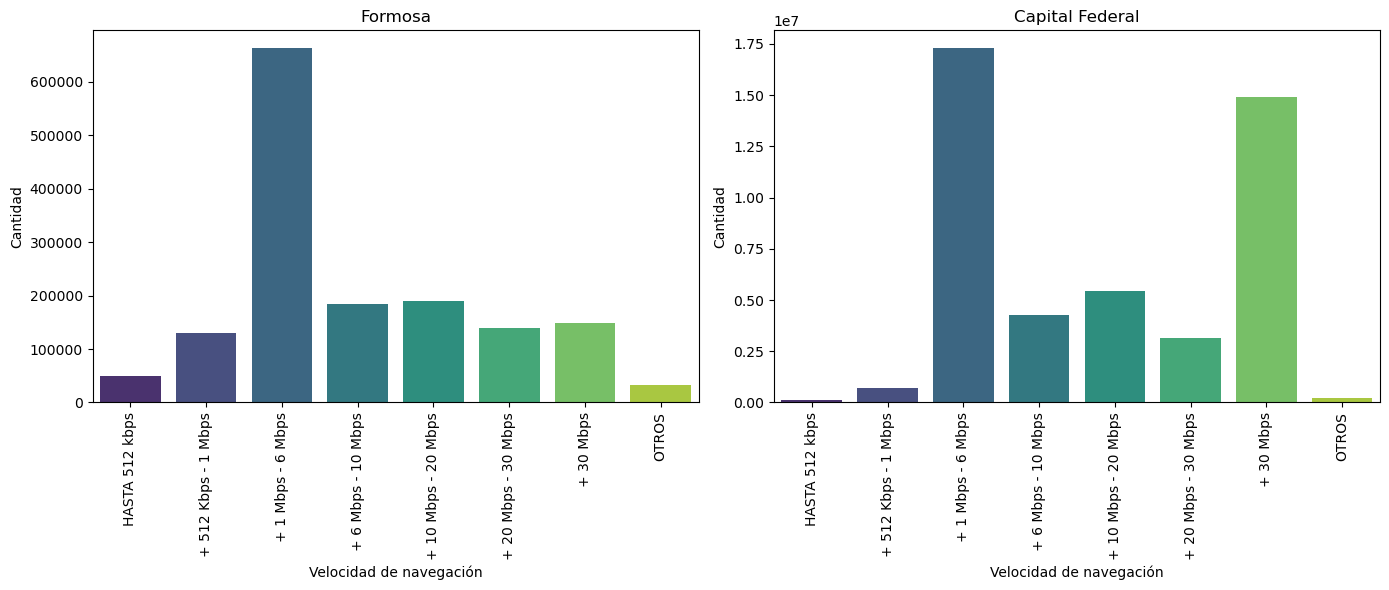 Formosa
Cantidad
600000
500000
400000
300000
200000
100000
0
HASTA 512 kbps
+ 512 Kbps - 1 Mbps
+ 1 Mbps - 6 Mbps
+ 6 Mbps - 10 Mbps
+ 10 Mbps - 20 Mbps
+ 20 Mbps - 30 Mbps
+ 30 Mbps
OTROS
Velocidad de navegación
Capital Federal
1e7
Cantidad
1.75
1.50
1.25
1.00
0.75
0.50
0.25
0.00
HASTA 512 kbps
+ 512 Kbps - 1 Mbps
+ 1 Mbps - 6 Mbps
+ 6 Mbps - 10 Mbps
+ 10 Mbps - 20 Mbps
+ 20 Mbps - 30 Mbps
+ 30 Mbps
OTROS
Velocidad de navegación